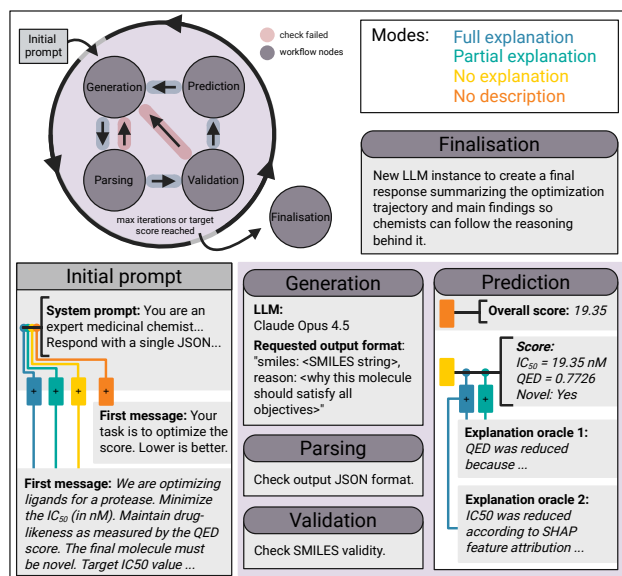 Initial
prompt
check failed
workflow nodes
Generation
Prediction
Parsing
Validation
max iterations or target
score reached
Finalisation
Modes:
Full explanation
Partial explanation
No explanation
No description
Finalisation
New LLM instance to create a final
response summarizing the optimization
trajectory and main findings so
chemists can follow the reasoning
behind it.
Initial prompt
System prompt: You are an
expert medicinal chemist...
Respond with a single JSON...
+ + + +
First message: Your
task is to optimize the
score. Lower is better.
First message: We are optimizing
ligands for a protease. Minimize
the IC50 (in nM). Maintain drug-
likeness as measured by the QED
score. The final molecule must
be novel. Target IC50 value ...
Generation
LLM:
Claude Opus 4.5
Requested output format:
"smiles: <SMILES string>,
reason: <why this molecule
should satisfy all
objectives>"
Parsing
Check output JSON format.
Validation
Check SMILES validity.
Prediction
Overall score: 19.35
Score:
IC50 = 19.35 nM
QED = 0.7726
Novel: Yes
+ +
Explanation oracle 1:
QED was reduced
because ...
Explanation oracle 2:
IC50 was reduced
according to SHAP
feature attribution ...